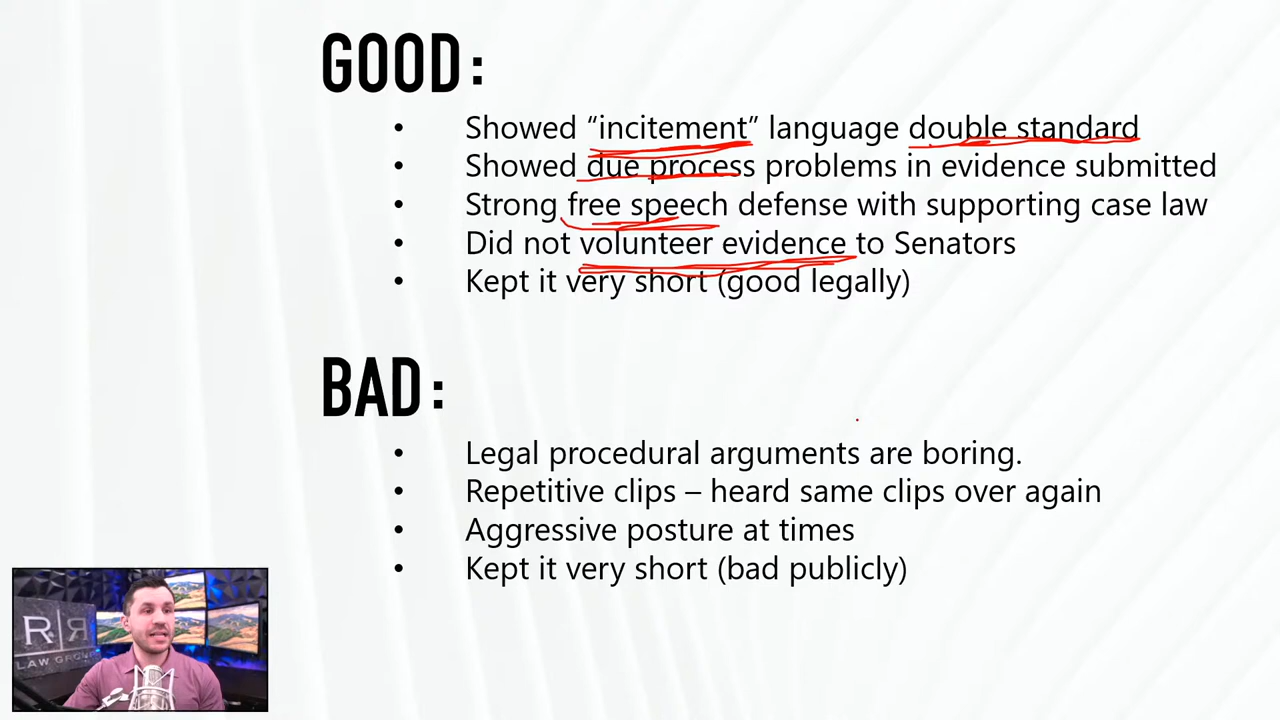 GOOD:
• Showed “incitement” language double standard
• Showed due process problems in evidence submitted
• Strong free speech defense with supporting case law
• Did not volunteer evidence to Senators
• Kept it very short (good legally)
BAD:
• Legal procedural arguments are boring.
• Repetitive clips – heard same clips over again
• Aggressive posture at times
• Kept it very short (bad publicly)
R|R
LAW GROUP